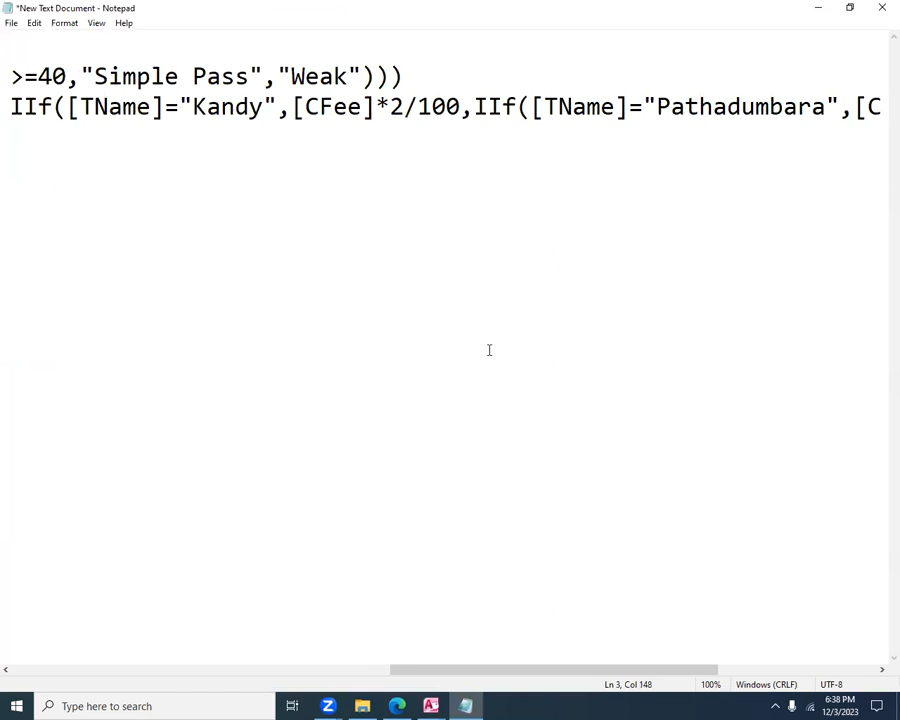 *New Text Document - Notepad
File Edit Format View Help
>=40,"Simple Pass","Weak")))
IIf([TName]="Kandy",[CFee]*2/100,IIf([TName]="Pathadumbara",[C
Ln 3, Col 148 100% Windows (CRLF) UTF-8
Type here to search
6:38 PM
12/3/2023